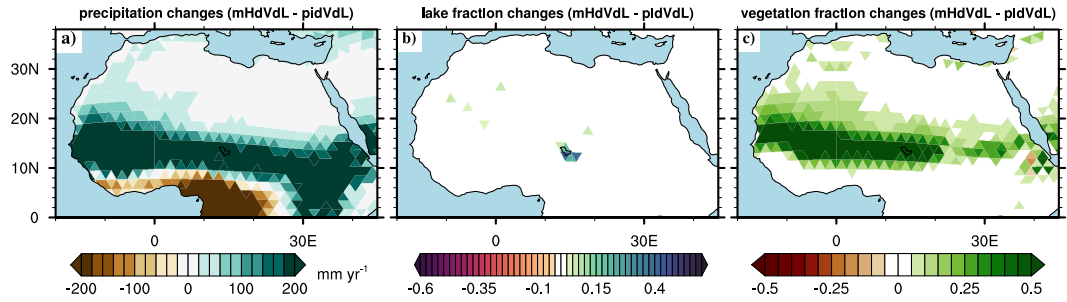 precipitation changes (mHdVdL - pIdVdL)
lake fraction changes (mHdVdL - pIdVdL)
vegetation fraction changes (mHdVdL - pIdVdL)
a)
b)
c)
30N
20N
10N
0
0
30E
0
30E
0
30E
-200
-100
0
100
200
mm yr-1
-0.6
-0.35
-0.1
0.15
0.4
-0.5
-0.25
0
0.25
0.5